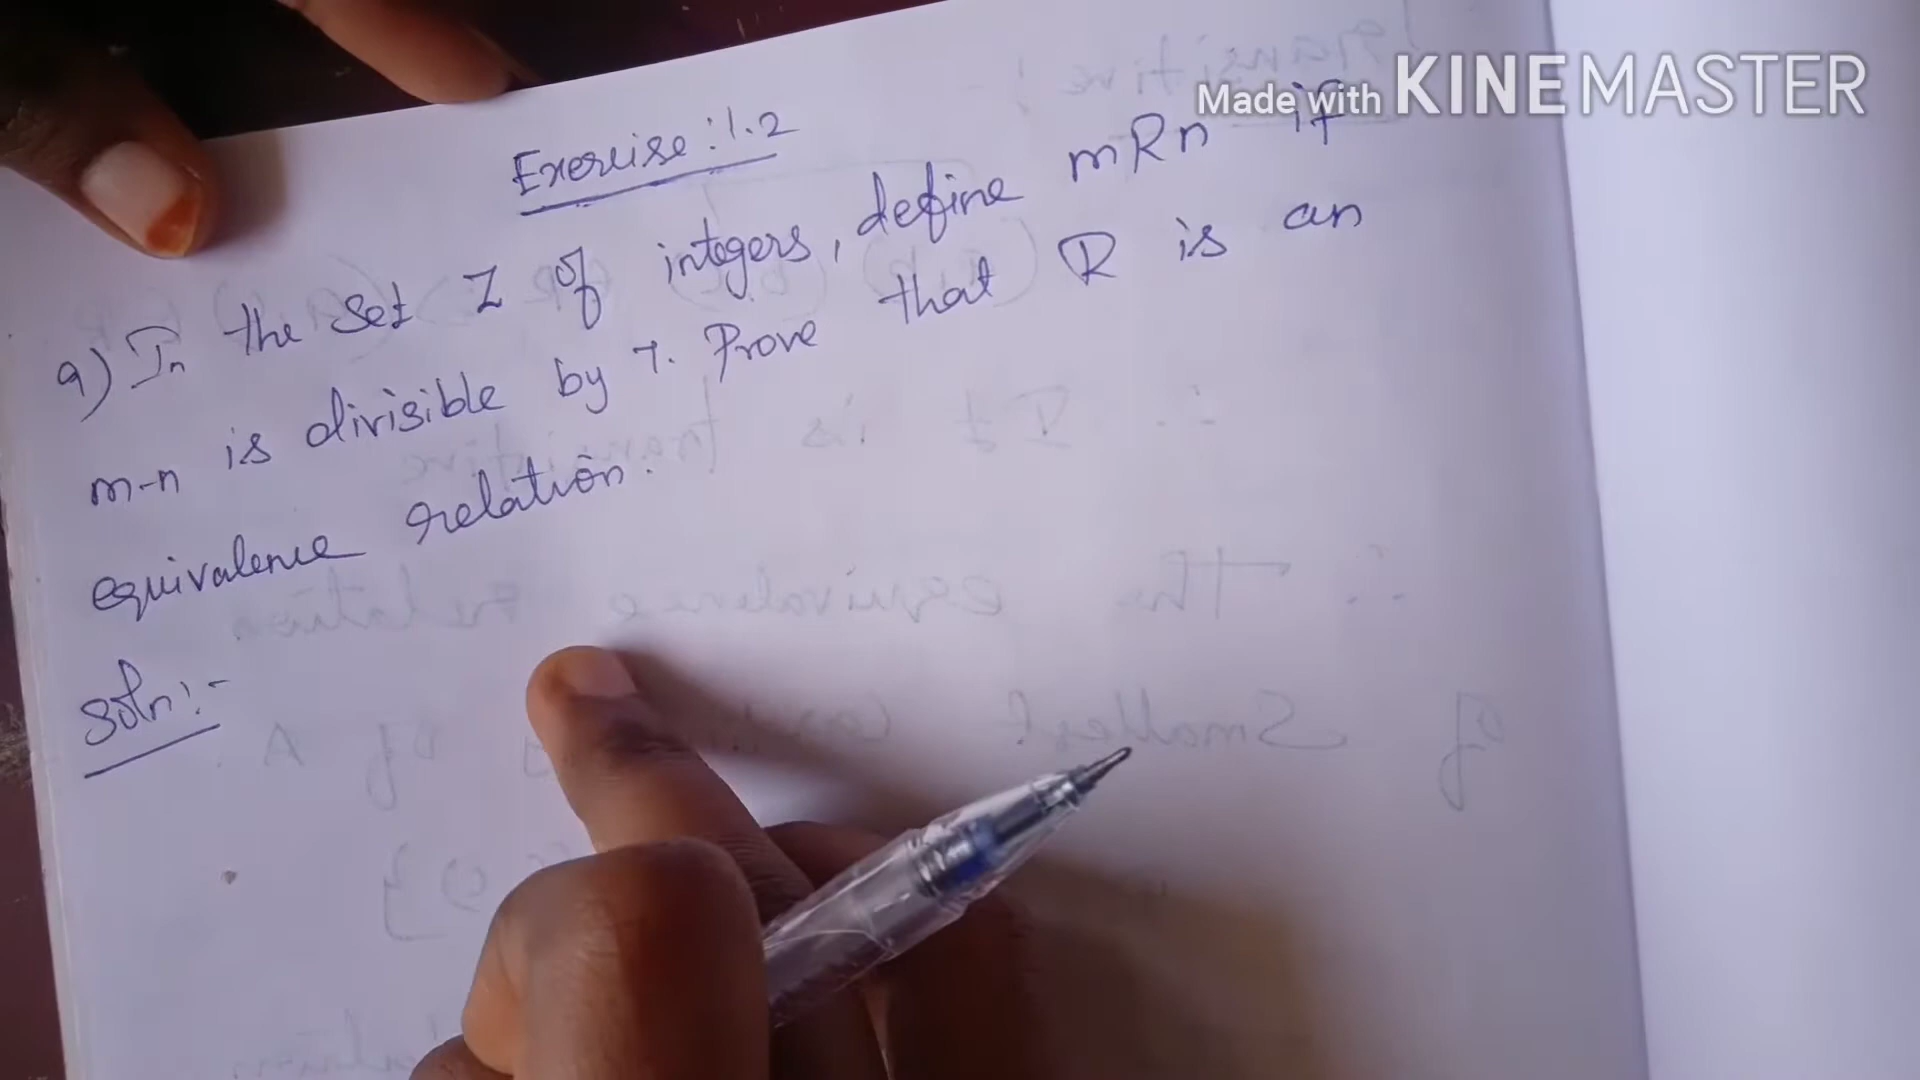 Made with KINEMASTER
Exercise : 1.2
9) In the set Z of integers, define mRn if
m-n is divisible by 7. Prove that R is an
equivalence relation.
Soln :-